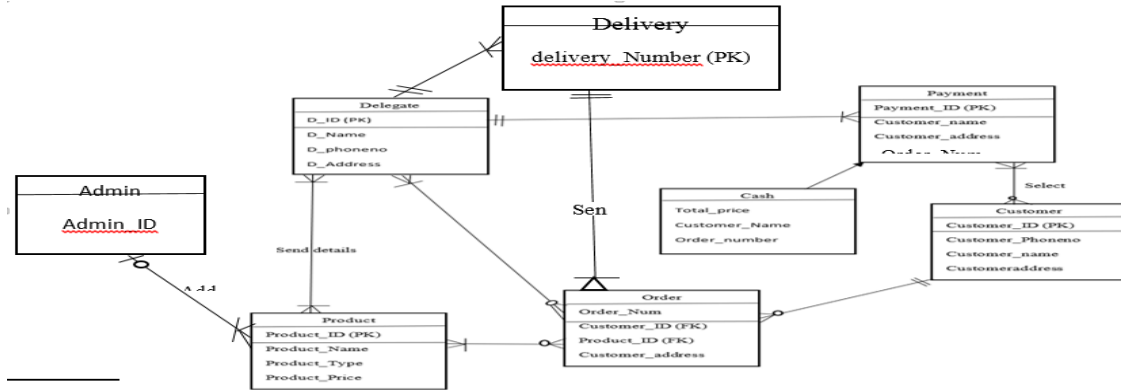 Delivery
delivery_Number (PK)
Delegate
D_ID (PK)
D_Name
D_phoneno
D_Address
Payment
Payment_ID (PK)
Customer_name
Customer_address
Order_Num
Admin
Admin_ID
Cash
Total_price
Customer_Name
Order_number
Select
Customer
Customer_ID (PK)
Customer_Phoneno
Customer_name
Customeraddress
Sen
Send details
Add
Order
Order_Num
Customer_ID (FK)
Product_ID (FK)
Customer_address
Product
Product_ID (PK)
Product_Name
Product_Type
Product_Price